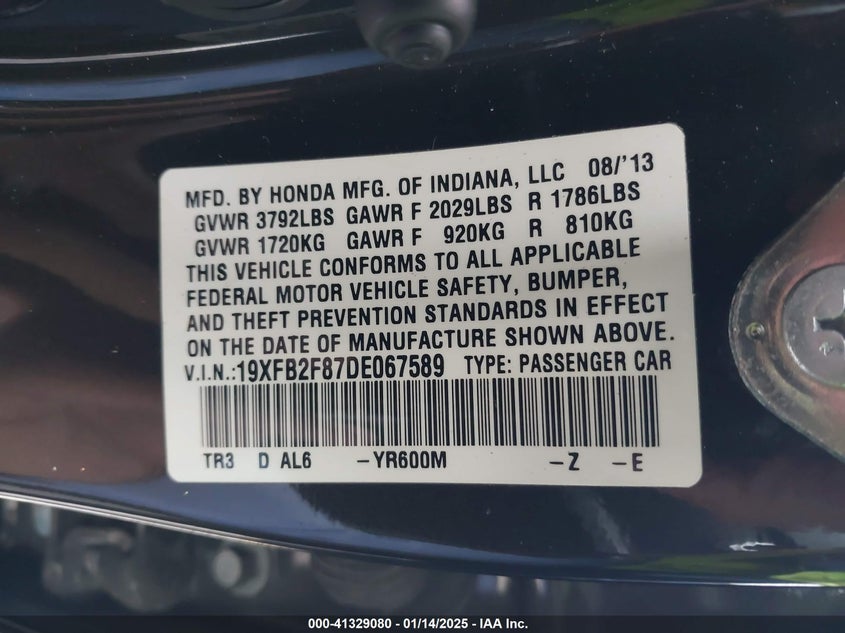 MFD. BY HONDA MFG. OF INDIANA, LLC 08/'13
GVWR 3792LBS GAWR F 2029LBS R 1786LBS
GVWR 1720KG GAWR F 920KG R 810KG
THIS VEHICLE CONFORMS TO ALL APPLICABLE
FEDERAL MOTOR VEHICLE SAFETY, BUMPER,
AND THEFT PREVENTION STANDARDS IN EFFECT
ON THE DATE OF MANUFACTURE SHOWN ABOVE.
V.I.N.:19XFB2F87DE067589 TYPE: PASSENGER CAR
TR3 D AL6 -YR600M -Z -E
000-41329080 - 01/14/2025 - IAA Inc.